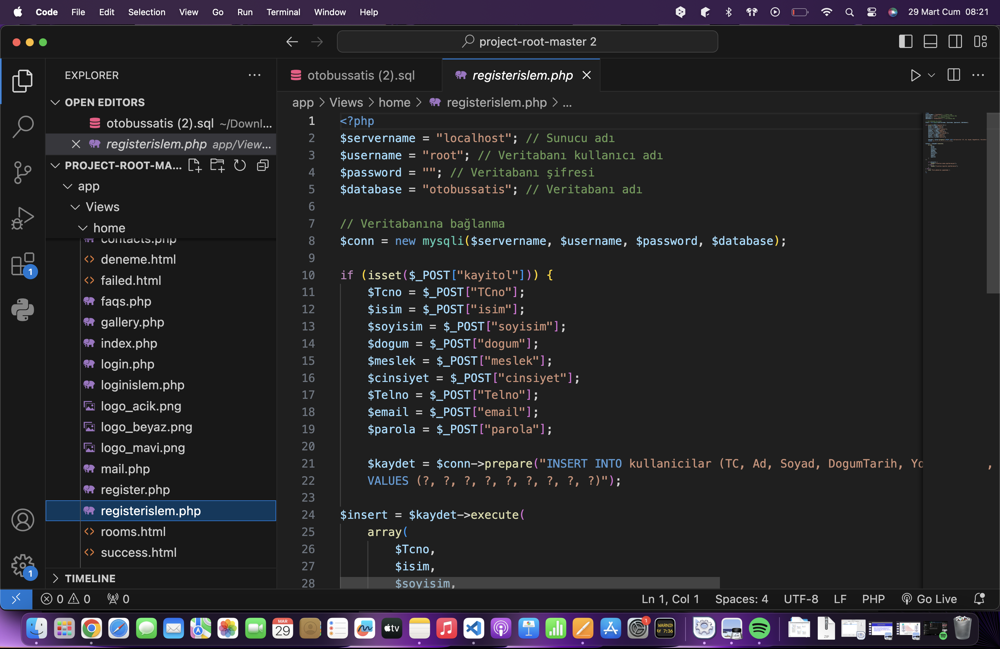 Code File Edit Selection View Go Run Terminal Window Help 29 Mart Cum 08:21
project-root-master 2
EXPLORER
OPEN EDITORS
otobussatis (2).sql ~/Downl...
registerislem.php app/View...
PROJECT-ROOT-MA...
app
Views
home
contacts.php
deneme.html
failed.html
faqs.php
gallery.php
index.php
login.php
loginislem.php
logo_acik.png
logo_beyaz.png
logo_mavi.png
mail.php
register.php
registerislem.php
rooms.html
success.html
TIMELINE
1
1
otobussatis (2).sql registerislem.php
app > Views > home > registerislem.php > ...
1 <?php
2 $servername = "localhost"; // Sunucu adı
3 $username = "root"; // Veritabanı kullanıcı adı
4 $password = ""; // Veritabanı şifresi
5 $database = "otobussatis"; // Veritabanı adı
6
7 // Veritabanına bağlanma
8 $conn = new mysqli($servername, $username, $password, $database);
9
10 if (isset($_POST["kayitol"])) {
11 $Tcno = $_POST["TCno"];
12 $isim = $_POST["isim"];
13 $soyisim = $_POST["soyisim"];
14 $dogum = $_POST["dogum"];
15 $meslek = $_POST["meslek"];
16 $cinsiyet = $_POST["cinsiyet"];
17 $Telno = $_POST["Telno"];
18 $email = $_POST["email"];
19 $parola = $_POST["parola"];
20
21 $kaydet = $conn->prepare("INSERT INTO kullanicilar (TC, Ad, Soyad, DogumTarih, Yo ,
22 VALUES (?, ?, ?, ?, ?, ?, ?, ?, ?)");
23
24 $insert = $kaydet->execute(
25 array(
26 $Tcno,
27 $isim,
28 $soyisim,
0 0 0 Ln 1, Col 1 Spaces: 4 UTF-8 LF PHP Go Live
MAR
29
tv
1
WARNIN
AY 7:36
ZIP